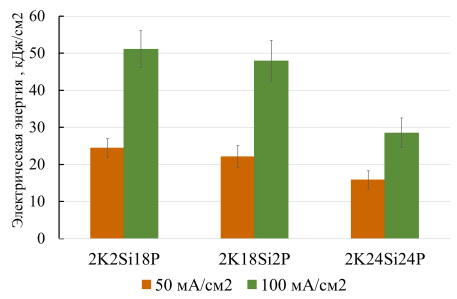 Электрическая энергия , кДж/см2
60
50
40
30
20
10
0
2K2Si18P
2K18Si2P
2K24Si24P
50 мА/см2
100 мА/см2